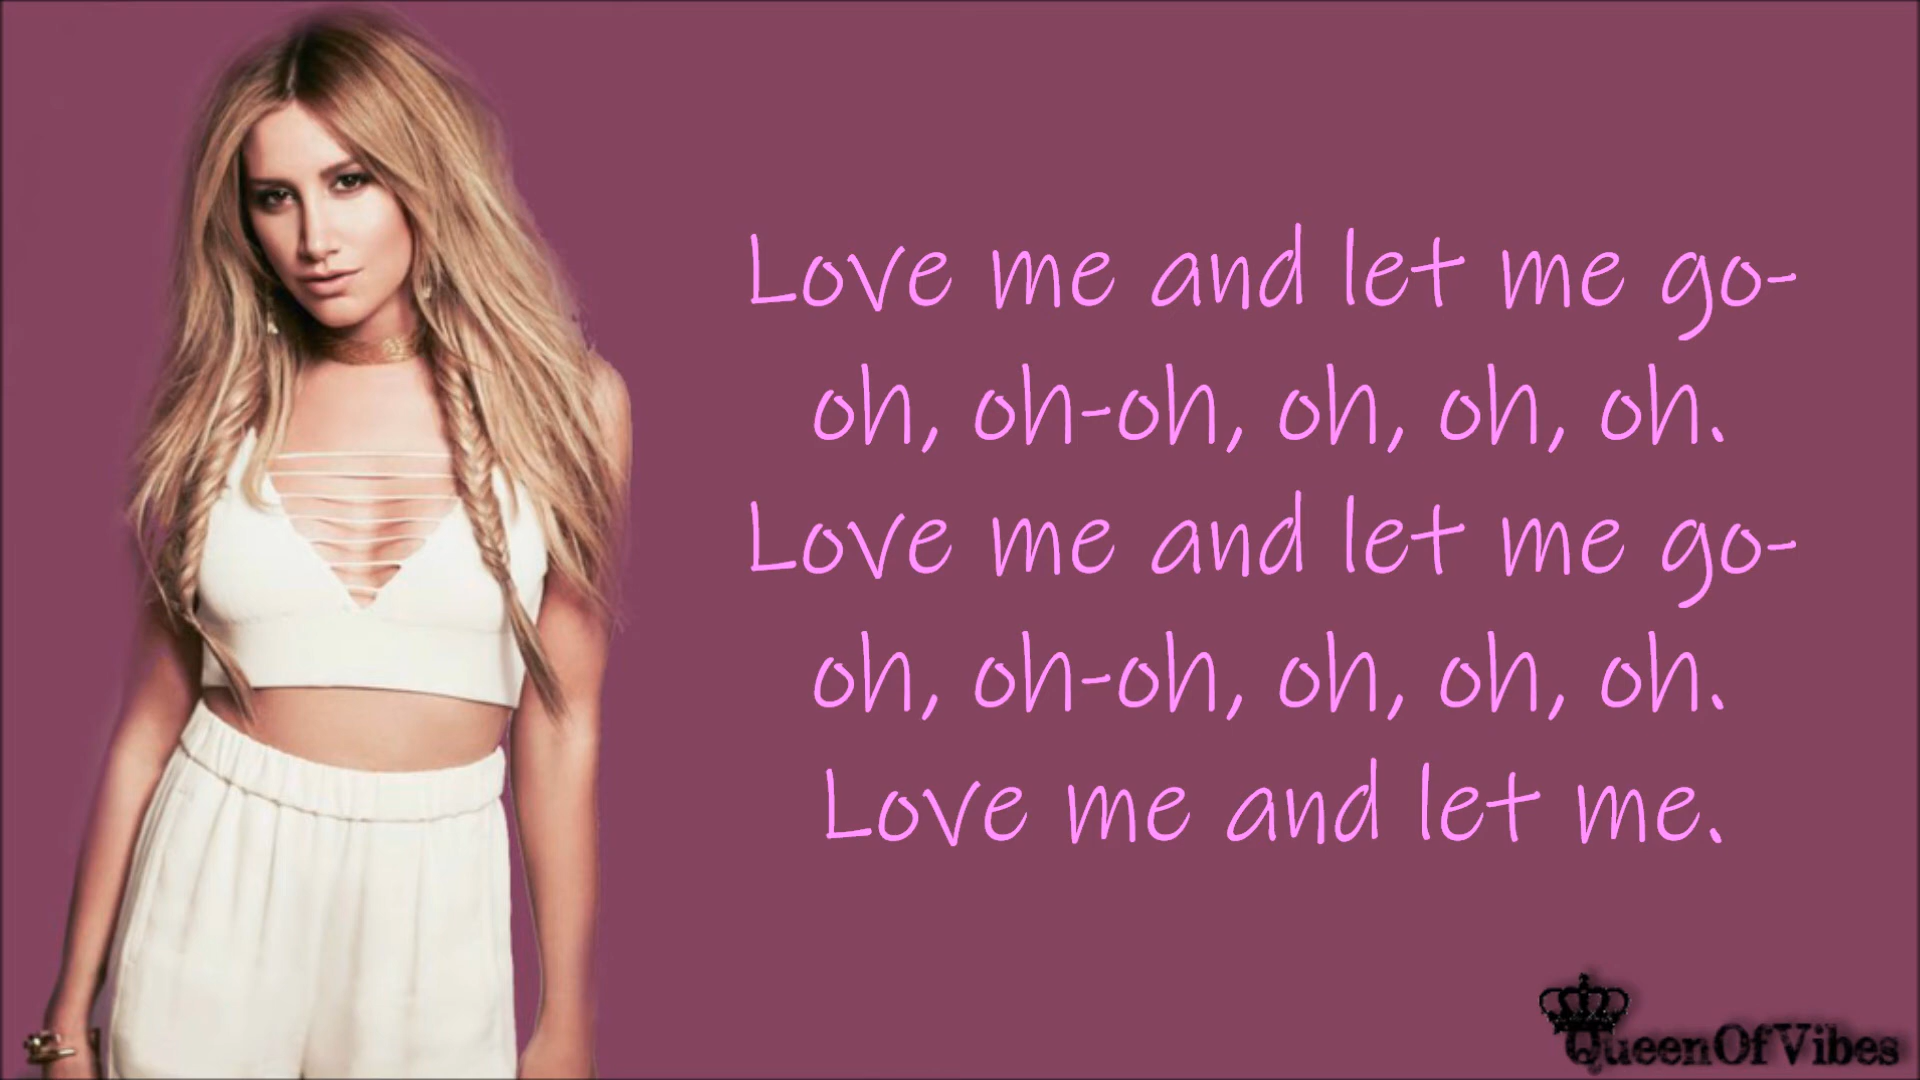 Love me and let me go-
oh, oh-oh, oh, oh, oh.
Love me and let me go-
oh, oh-oh, oh, oh, oh.
Love me and let me.
QueenOfVibes